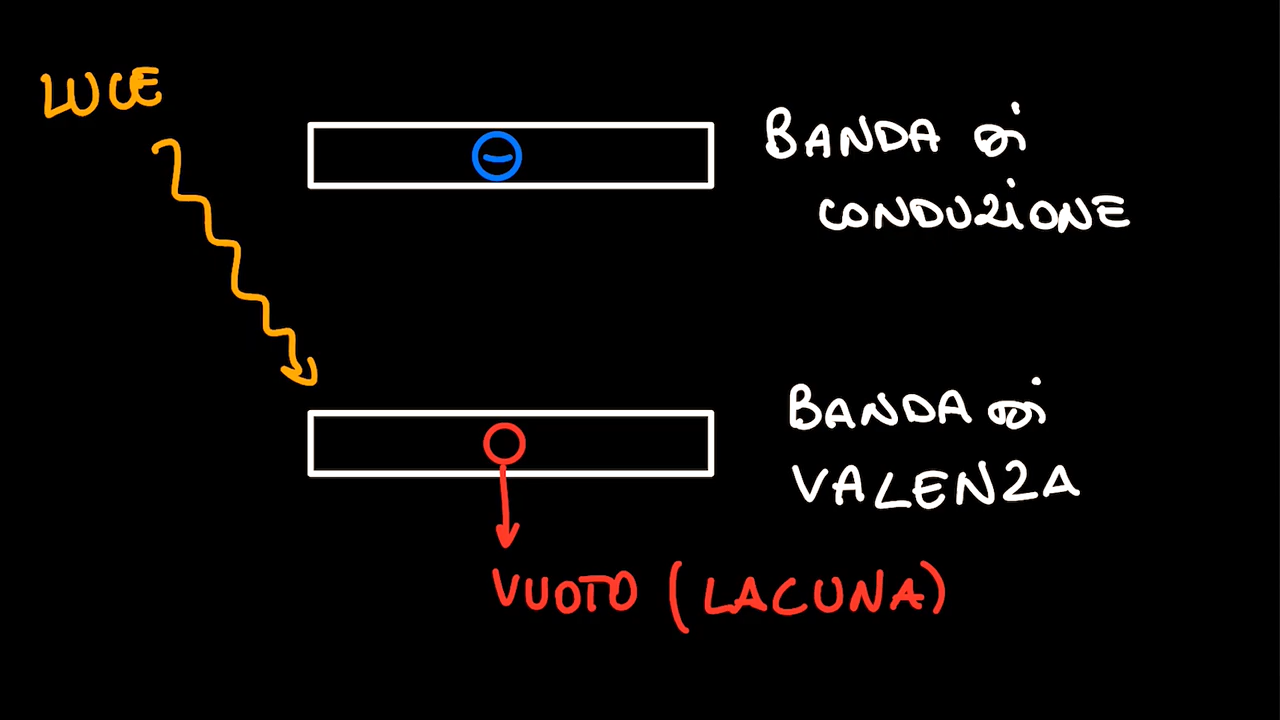 LUCE
BANDA di
CONDUZIONE
BANDA di
VALENZA
VUOTO (LACUNA)